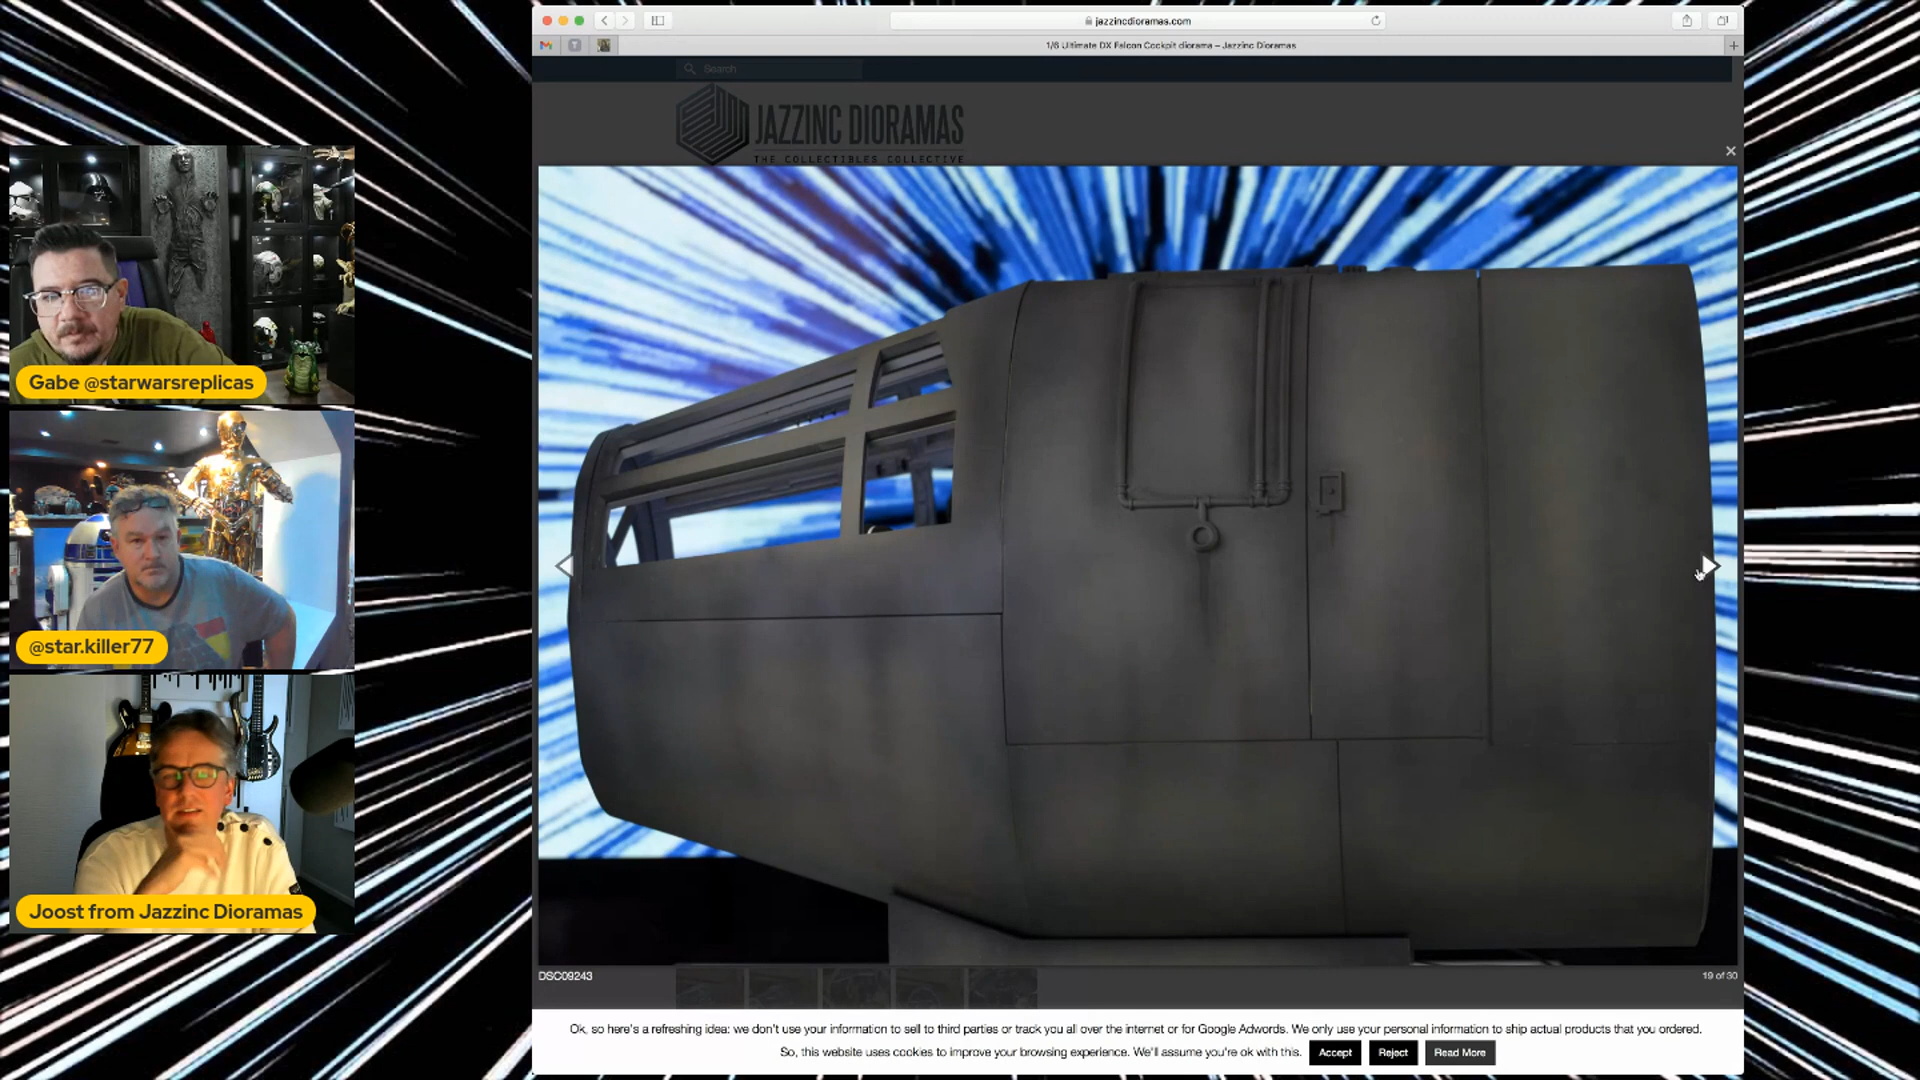 jazzincdioramas.com
1/6 Ultimate DX Falcon Cockpit diorama – Jazzinc Dioramas
Search
JAZZINC DIORAMAS
THE COLLECTIBLES COLLECTIVE
Gabe @starwarsreplicas
@star.killer77
Joost from Jazzinc Dioramas
DSC09243
19 of 30
Ok, so here's a refreshing idea: we don't use your information to sell to third parties or track you all over the internet or for Google Adwords. We only use your personal information to ship actual products that you ordered.
So, this website uses cookies to improve your browsing experience. We'll assume you're ok with this.
Accept
Reject
Read More